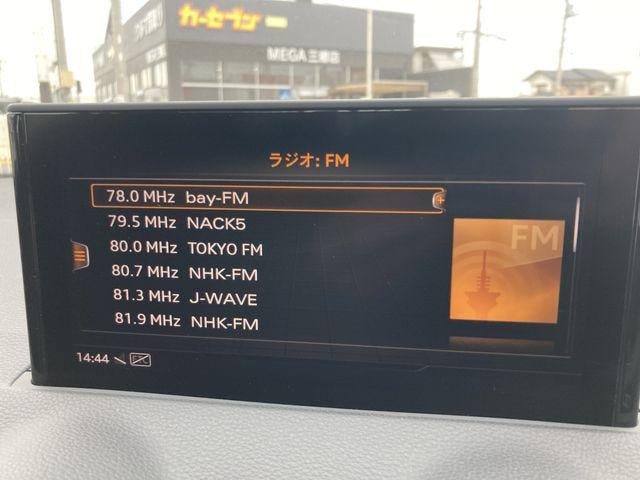 カーセブン
MEGA三郷店
ラジオ: FM
78.0 MHz bay-FM
79.5 MHz NACK5
80.0 MHz TOKYO FM
80.7 MHz NHK-FM
81.3 MHz J-WAVE
81.9 MHz NHK-FM
FM
14:44 ETC